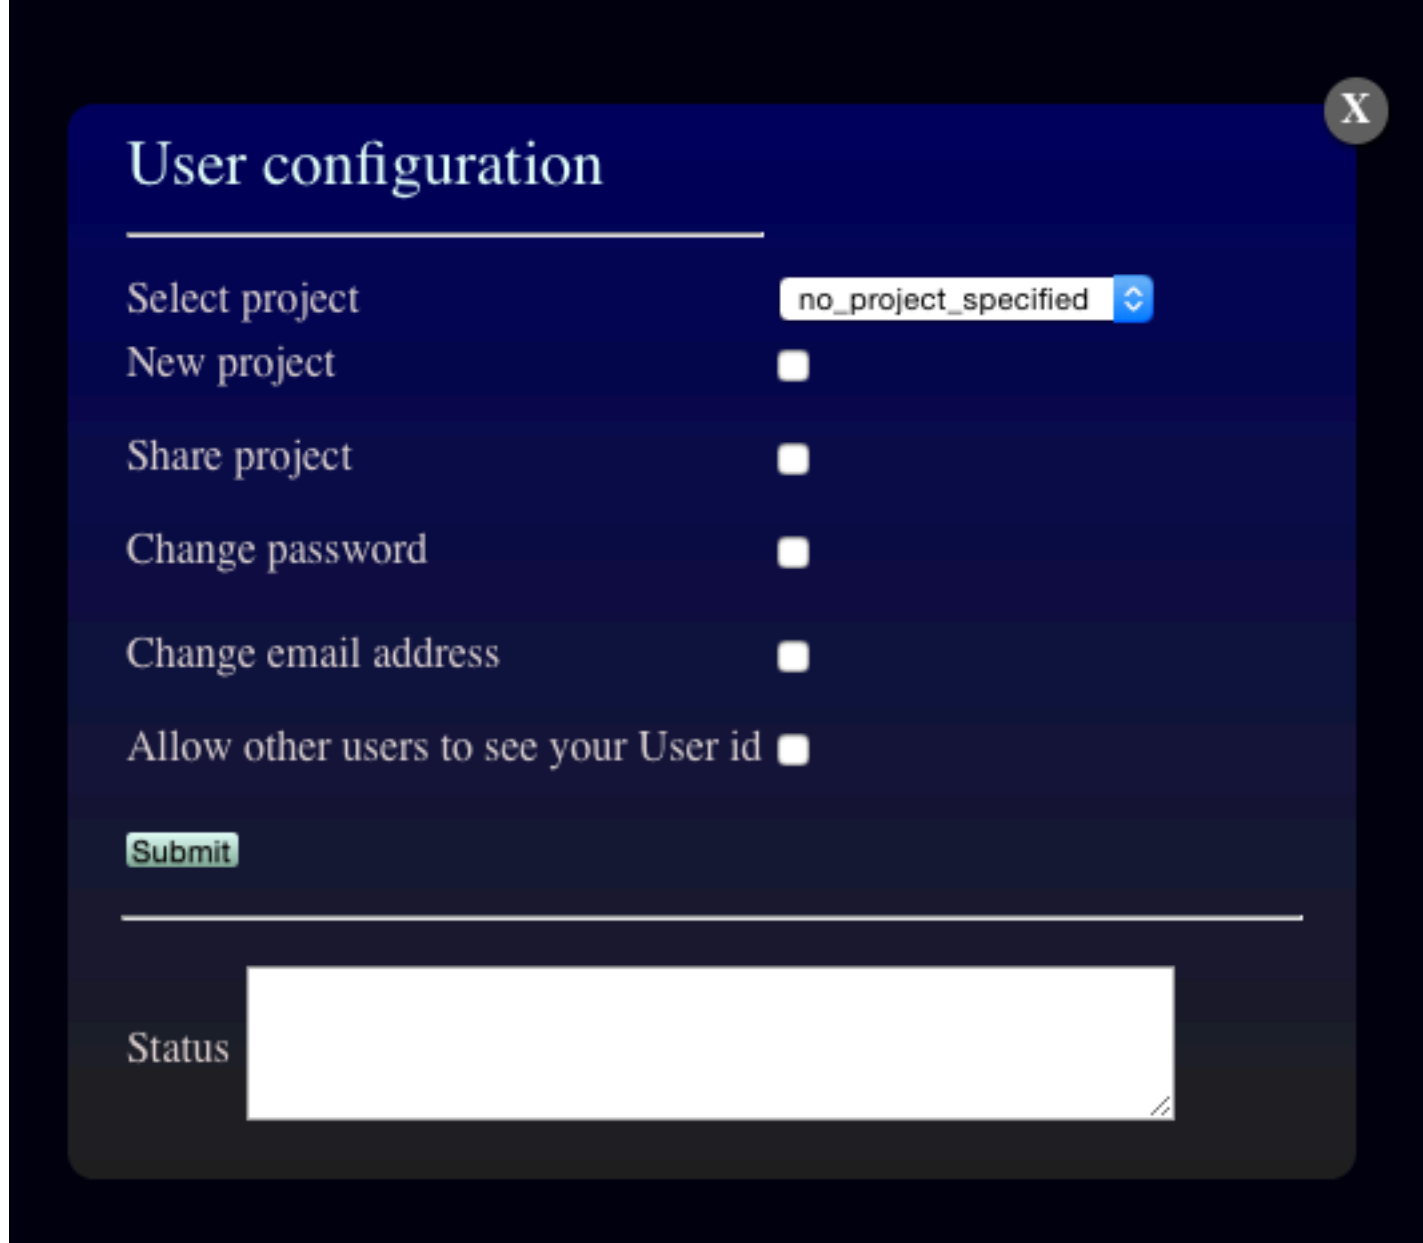 X
User configuration
Select project no_project_specified
New project
Share project
Change password
Change email address
Allow other users to see your User id
Submit
Status